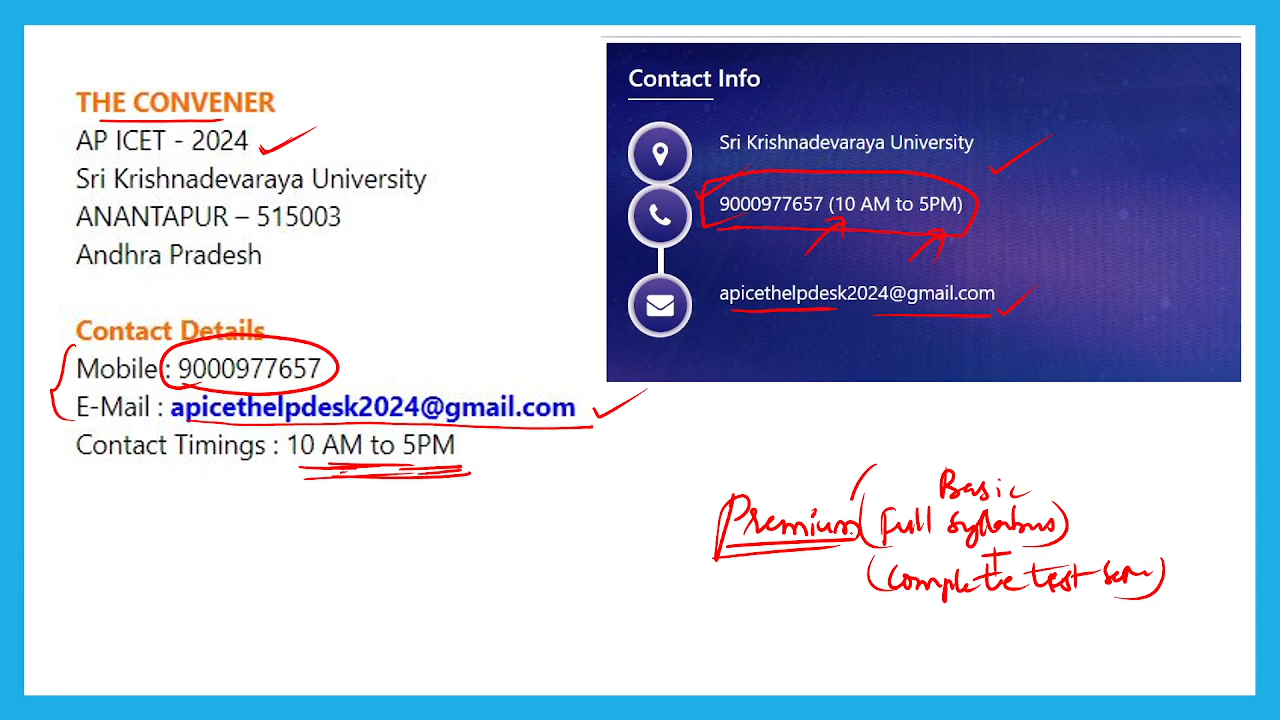 THE CONVENER
AP ICET - 2024
Sri Krishnadevaraya University
ANANTAPUR – 515003
Andhra Pradesh
Contact Details
Mobile : 9000977657
E-Mail : apicethelpdesk2024@gmail.com
Contact Timings : 10 AM to 5PM
Contact Info
Sri Krishnadevaraya University
9000977657 (10 AM to 5PM)
apicethelpdesk2024@gmail.com
Basic
Premium (Full Syllabus)
+
(Complete test